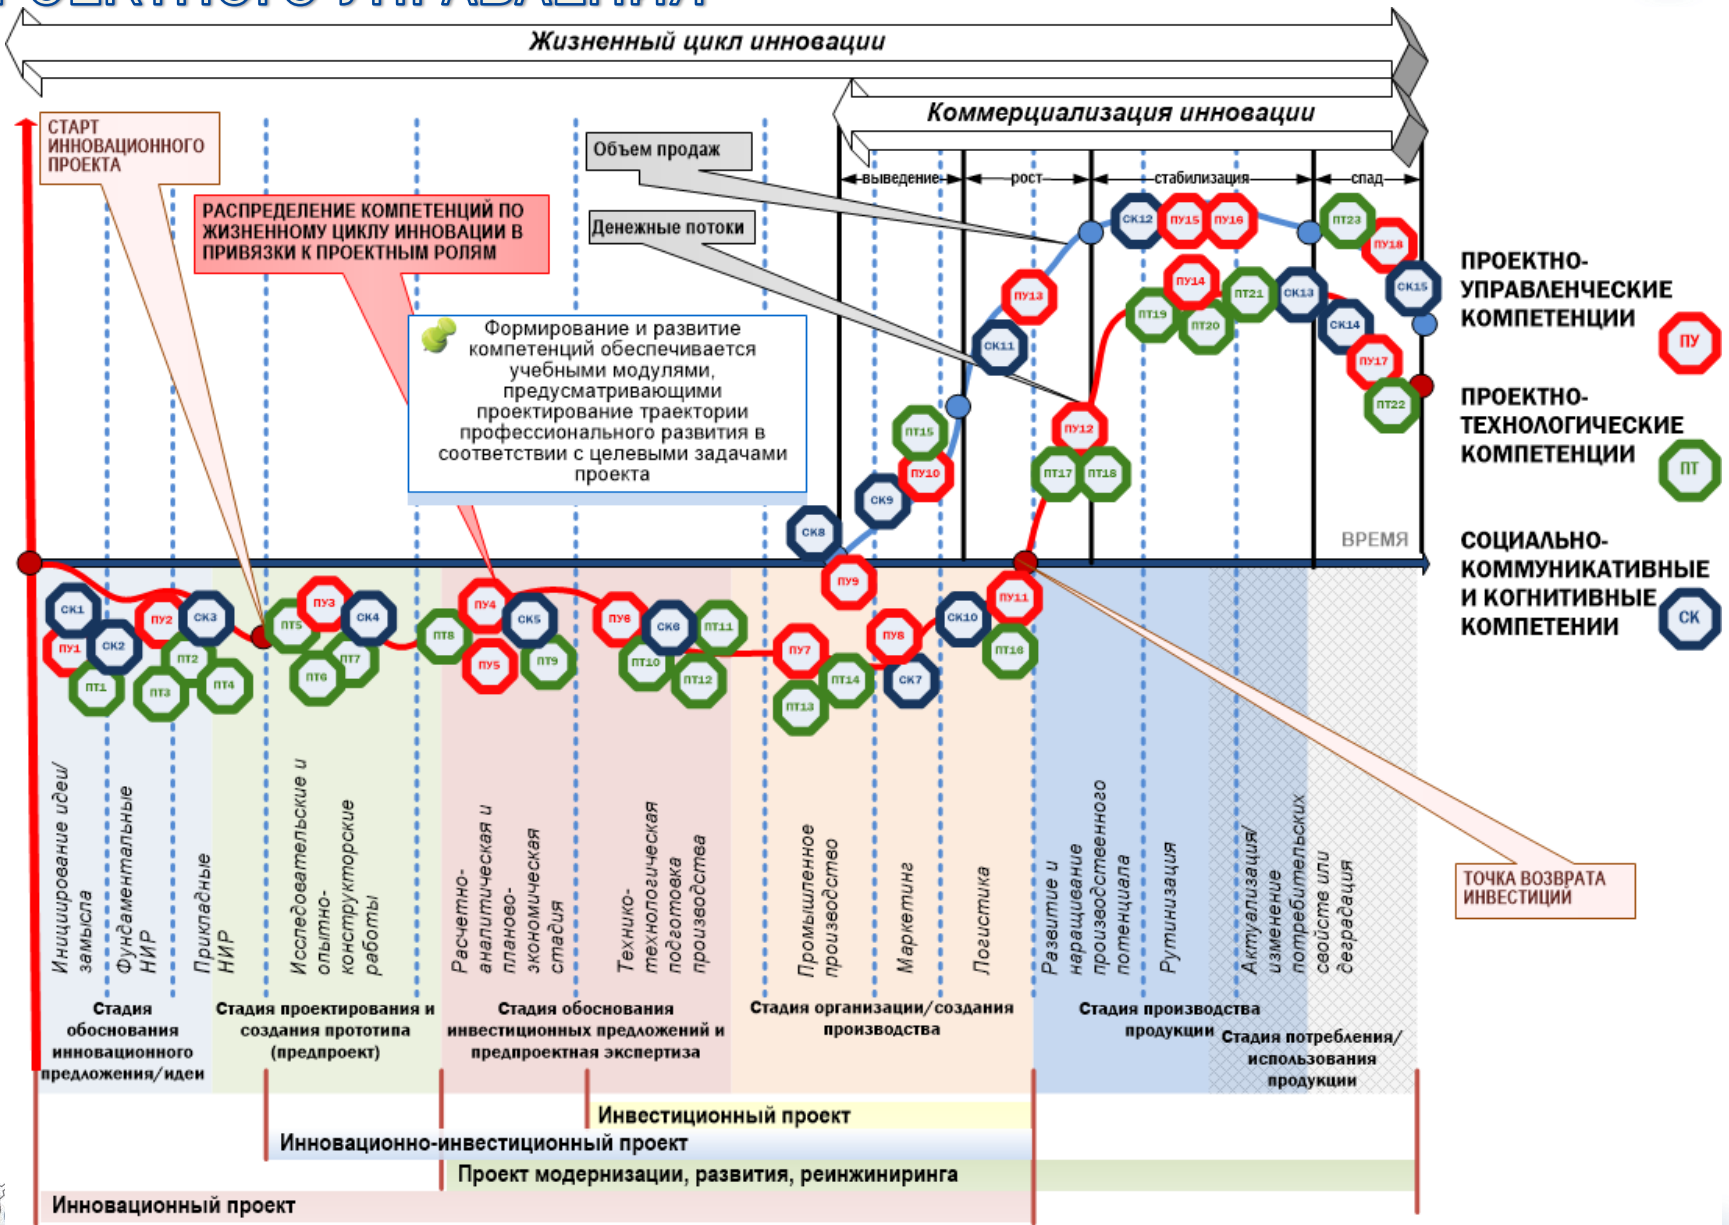 ПРОЕКТНОГО УПРАВЛЕНИЯ
Жизненный цикл инновации
Коммерциализация инновации
СТАРТ
ИННОВАЦИОННОГО
ПРОЕКТА
Объем продаж
выведение
рост
стабилизация
спад
РАСПРЕДЕЛЕНИЕ КОМПЕТЕНЦИЙ ПО
ЖИЗНЕННОМУ ЦИКЛУ ИННОВАЦИИ В
ПРИВЯЗКИ К ПРОЕКТНЫМ РОЛЯМ
Денежные потоки
СК12
ПУ15
ПУ16
ПТ23
ПУ18
СК15
ПУ14
ПТ19
ПТ20
ПТ21
СК13
СК14
ПУ17
ПТ22
ПУ13
СК11
Формирование и развитие
компетенций обеспечивается
учебными модулями,
предусматривающими
проектирование траектории
профессионального развития в
соответствии с целевыми задачами
проекта
ПТ15
ПУ10
СК9
СК8
ПУ9
ПУ12
ПТ17
ПТ18
ПРОЕКТНО-
УПРАВЛЕНЧЕСКИЕ
КОМПЕТЕНЦИИ
ПУ
ПРОЕКТНО-
ТЕХНОЛОГИЧЕСКИЕ
КОМПЕТЕНЦИИ
ПТ
СОЦИАЛЬНО-
КОММУНИКАТИВНЫЕ
И КОГНИТИВНЫЕ
КОМПЕТЕНИИ
СК
ВРЕМЯ
СК1
ПУ1
СК2
ПТ1
ПУ2
СК3
ПТ2
ПТ3
ПТ4
ПТ5
ПУ3
СК4
ПТ6
ПТ7
ПТ8
ПУ4
СК5
ПУ5
ПТ9
ПУ6
СК6
ПТ11
ПТ10
ПТ12
ПУ7
ПТ13
ПТ14
ПУ8
СК7
СК10
ПУ11
ПТ16
Инициирование идеи/
замысла
Фундаментальные
НИР
Прикладные
НИР
Исследовательские и
опытно-
конструкторские
работы
Расчетно-
аналитическая и
планово-
экономическая
стадия
Технико-
технологическая
подготовка
производства
Промышленное
производство
Маркетинг
Логистика
Развитие и
наращивание
производственного
потенциала
Рутинизация
Актуализация/
изменение
потребительских
свойств или
деградация
ТОЧКА ВОЗВРАТА
ИНВЕСТИЦИЙ
Стадия
обоснования
инновационного
предложения/идеи
Стадия проектирования и
создания прототипа
(предпроект)
Стадия обоснования
инвестиционных предложений и
предпроектная экспертиза
Стадия организации/создания
производства
Стадия производства
продукции
Стадия потребления/
использования
продукции
Инвестиционный проект
Инновационно-инвестиционный проект
Проект модернизации, развития, реинжиниринга
Инновационный проект